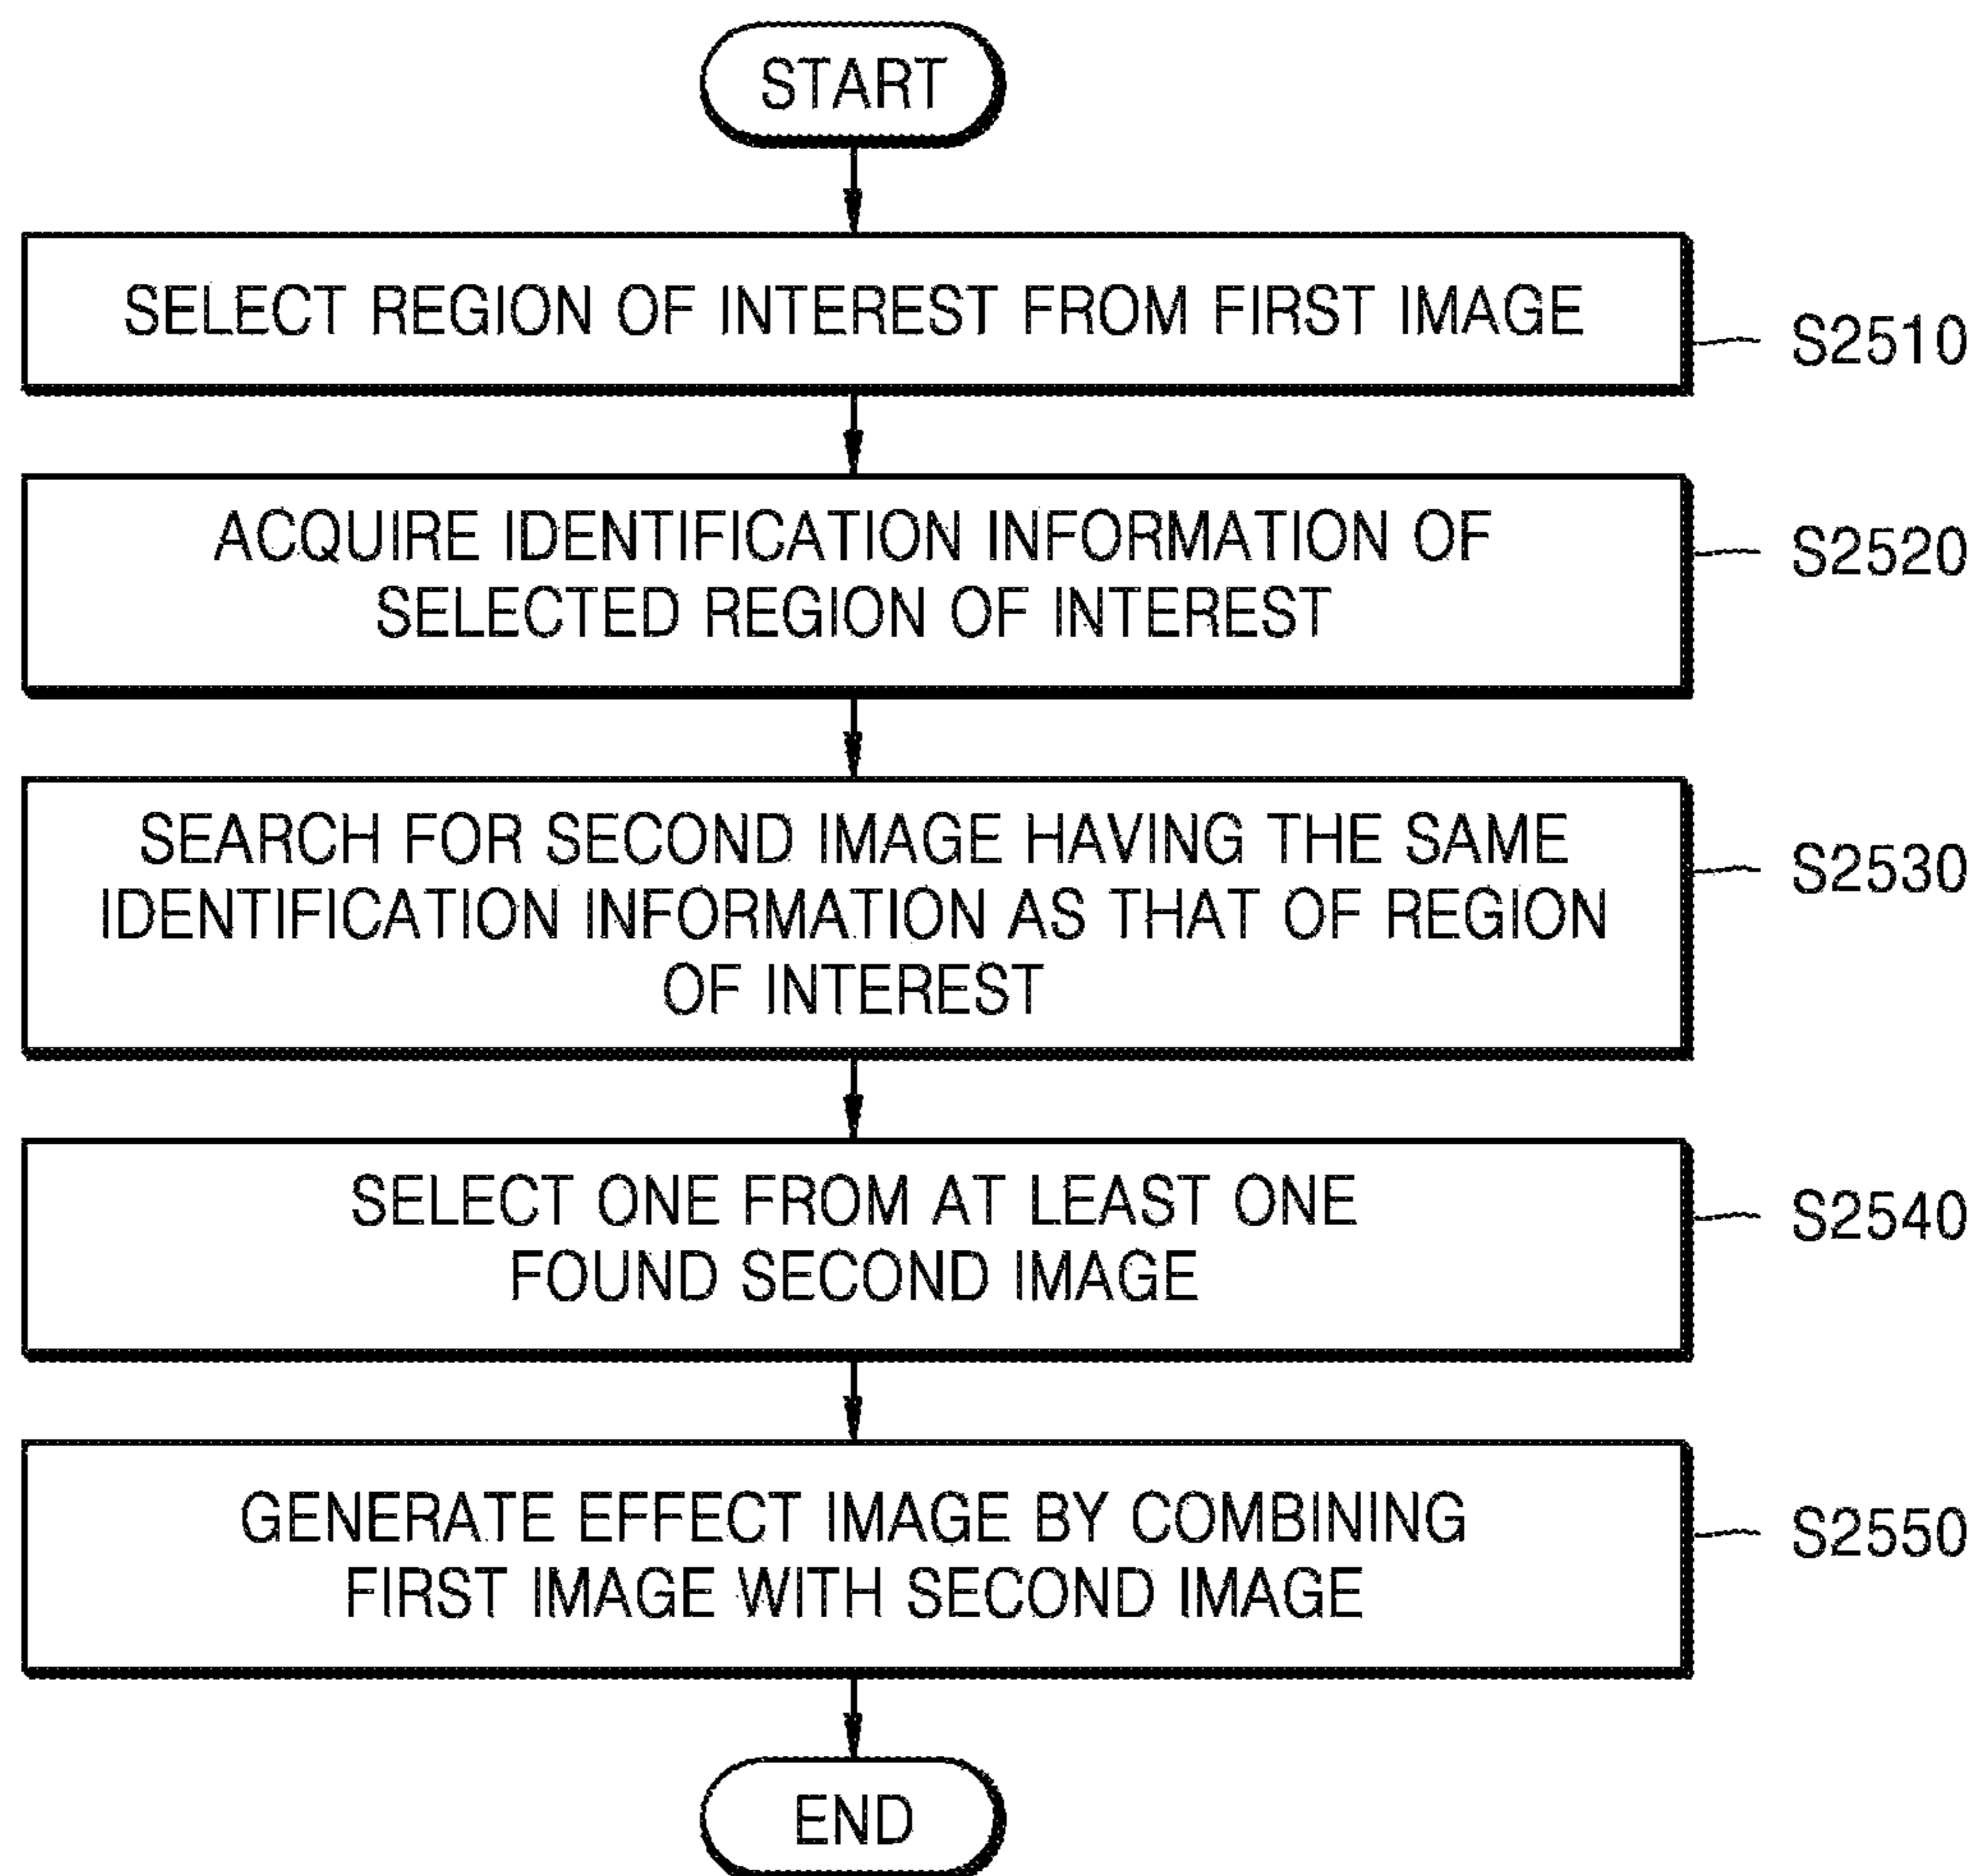 START
SELECT REGION OF INTEREST FROM FIRST IMAGE
S2510
ACQUIRE IDENTIFICATION INFORMATION OF
SELECTED REGION OF INTEREST
S2520
SEARCH FOR SECOND IMAGE HAVING THE SAME
IDENTIFICATION INFORMATION AS THAT OF REGION
OF INTEREST
S2530
SELECT ONE FROM AT LEAST ONE
FOUND SECOND IMAGE
S2540
GENERATE EFFECT IMAGE BY COMBINING
FIRST IMAGE WITH SECOND IMAGE
S2550
END